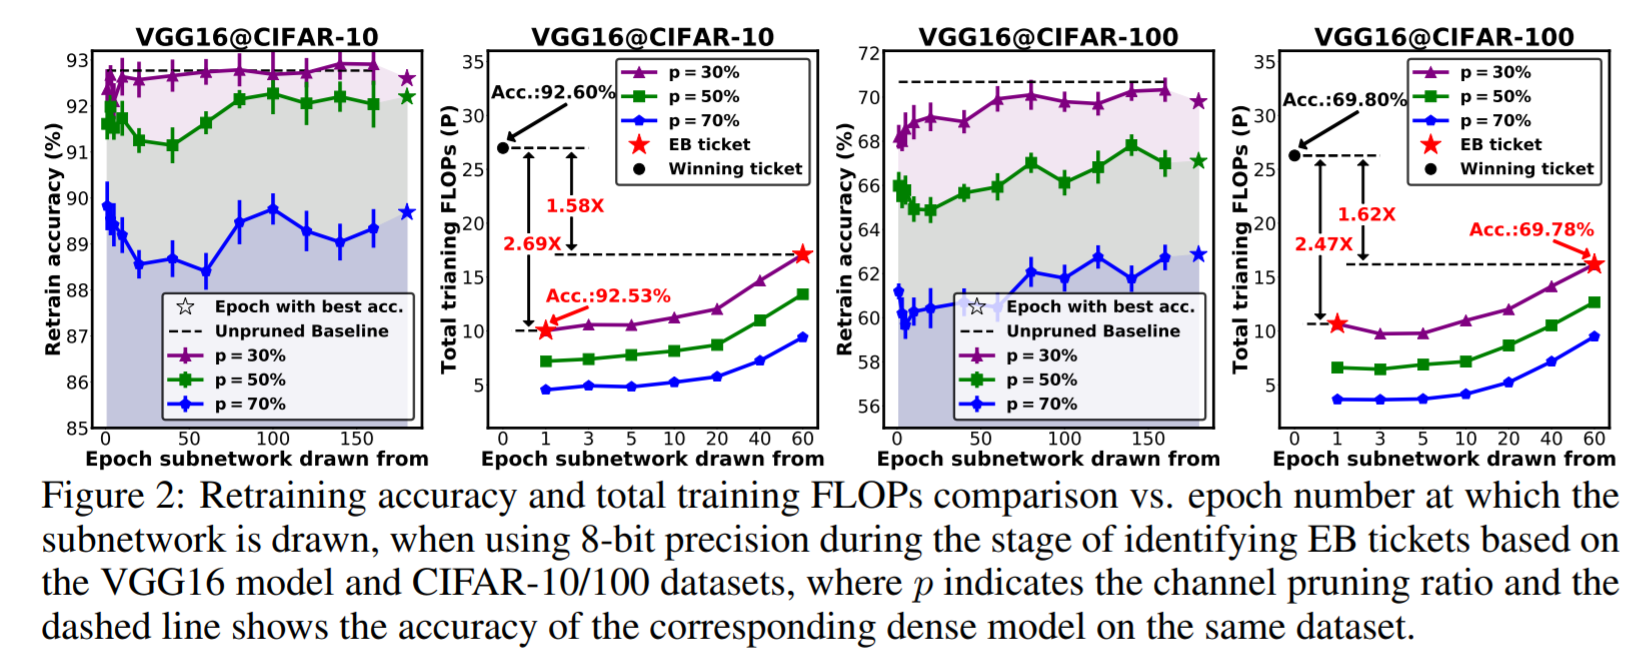 VGG16@CIFAR-10
93
92
91
90
89
88
87
86
85
Retrain accuracy (%)
Epoch with best acc.
Unpruned Baseline
p = 30%
p = 50%
p = 70%
0 50 100 150
Epoch subnetwork drawn from
VGG16@CIFAR-10
35
30
25
20
15
10
5
Total trianing FLOPs (P)
p = 30%
p = 50%
p = 70%
EB ticket
Winning ticket
Acc.:92.60%
1.58X
2.69X
Acc.:92.53%
0 1 3 5 10 20 40 60
Epoch subnetwork drawn from
VGG16@CIFAR-100
72
70
68
66
64
62
60
58
56
Retrain accuracy (%)
Epoch with best acc.
Unpruned Baseline
p = 30%
p = 50%
p = 70%
0 50 100 150
Epoch subnetwork drawn from
VGG16@CIFAR-100
35
30
25
20
15
10
5
Total trianing FLOPs (P)
p = 30%
p = 50%
p = 70%
EB ticket
Winning ticket
Acc.:69.80%
1.62X
2.47X
Acc.:69.78%
0 1 3 5 10 20 40 60
Epoch subnetwork drawn from
Figure 2: Retraining accuracy and total training FLOPs comparison vs. epoch number at which the
subnetwork is drawn, when using 8-bit precision during the stage of identifying EB tickets based on
the VGG16 model and CIFAR-10/100 datasets, where p indicates the channel pruning ratio and the
dashed line shows the accuracy of the corresponding dense model on the same dataset.